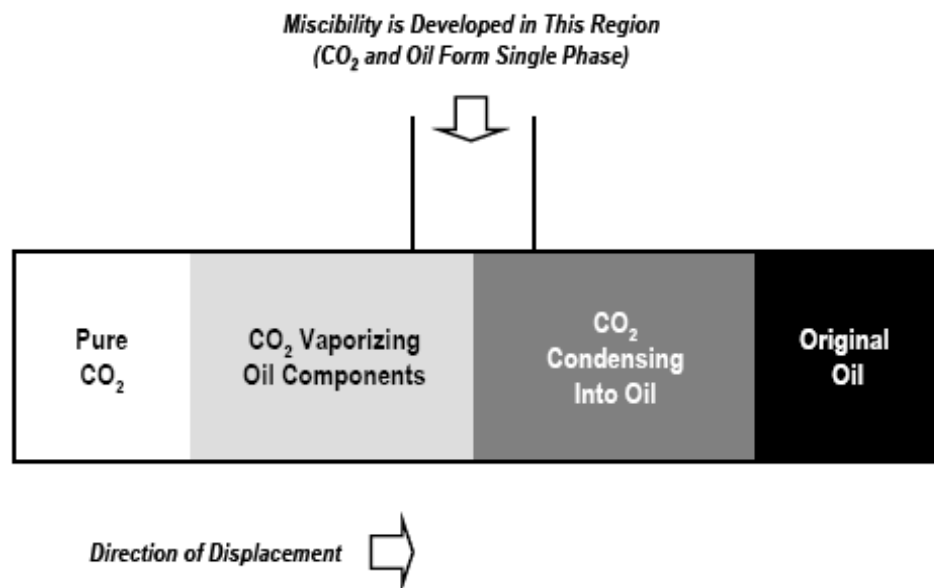 Miscibility is Developed in This Region
(CO₂ and Oil Form Single Phase)
Pure
CO₂
CO₂ Vaporizing
Oil Components
CO₂
Condensing
Into Oil
Original
Oil
Direction of Displacement